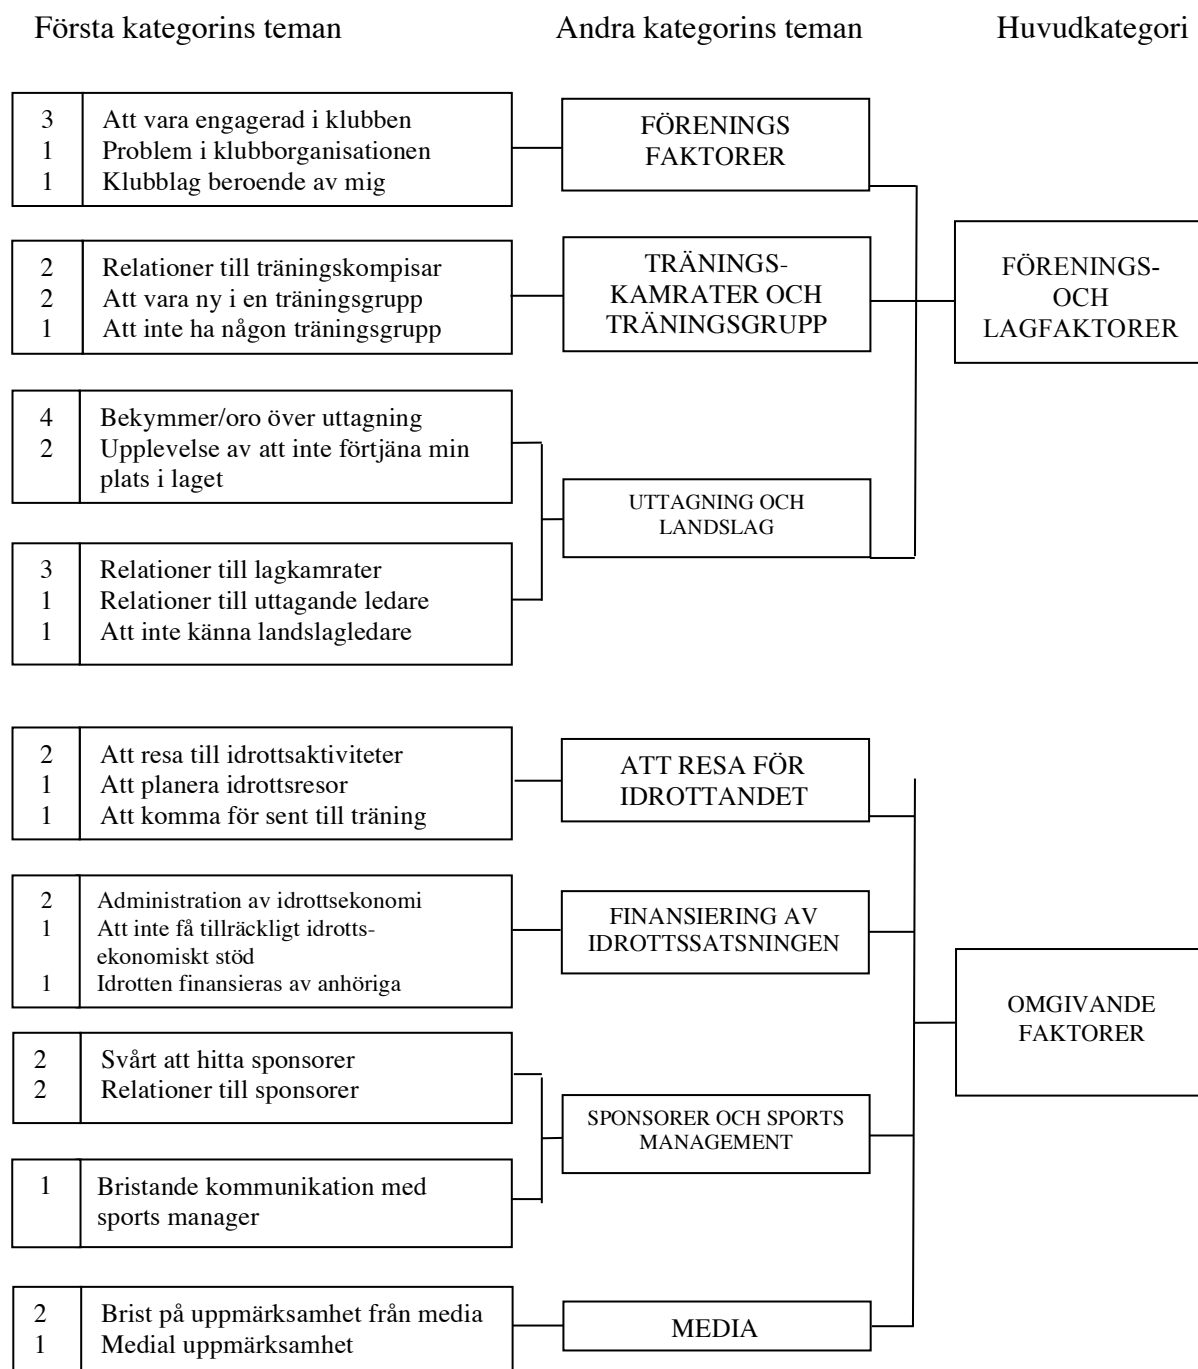 Första kategorins teman Andra kategorins teman Huvudkategori
3 Att vara engagerad i klubben
1 Problem i klubborganisationen
1 Klubblag beroende av mig
FÖRENINGS
FAKTORER
2 Relationer till träningskompisar
2 Att vara ny i en träningsgrupp
1 Att inte ha någon träningsgrupp
TRÄNINGS-
KAMRATER OCH
TRÄNINGSGRUPP
FÖRENINGS-
OCH
LAGFAKTORER
4 Bekymmer/oro över uttagning
2 Upplevelse av att inte förtjäna min
plats i laget
UTTAGNING OCH
LANDSLAG
3 Relationer till lagkamrater
1 Relationer till uttagande ledare
1 Att inte känna landslagledare
2 Att resa till idrottsaktiviteter
1 Att planera idrottsresor
1 Att komma för sent till träning
ATT RESA FÖR
IDROTTANDET
2 Administration av idrottsekonomi
1 Att inte få tillräckligt idrotts-
ekonomiskt stöd
1 Idrotten finansieras av anhöriga
FINANSIERING AV
IDROTTSSATSNINGEN
OMGIVANDE
FAKTORER
2 Svårt att hitta sponsorer
2 Relationer till sponsorer
SPONSORER OCH SPORTS
MANAGEMENT
1 Bristande kommunikation med
sports manager
2 Brist på uppmärksamhet från media
1 Medial uppmärksamhet
MEDIA